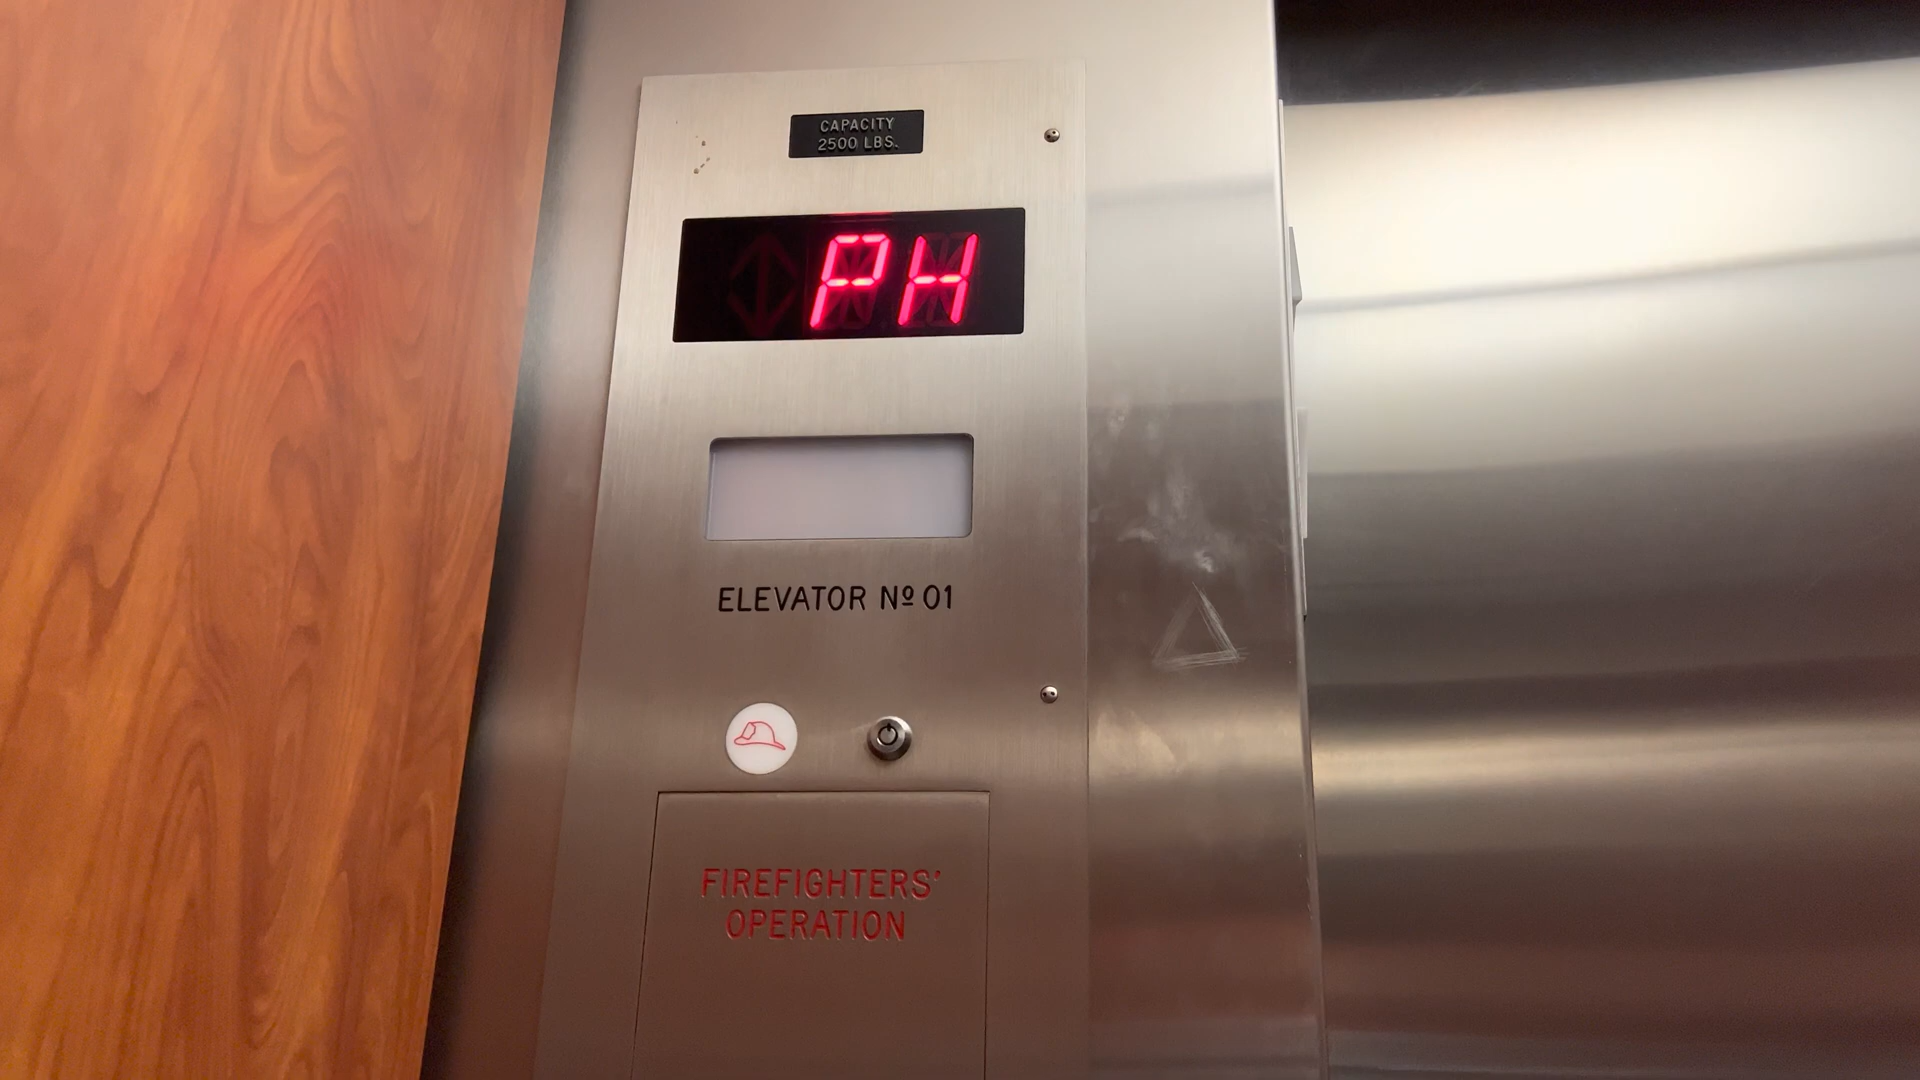 CAPACITY
2500 LBS.
PH
ELEVATOR Nº 01
FIREFIGHTERS'
OPERATION